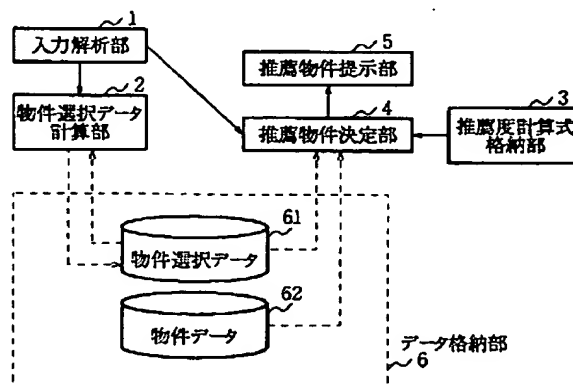 1
入力解析部
2
物件選択データ
計算部
5
推薦物件提示部
4
推薦物件決定部
3
推薦度計算式
格納部
61
物件選択データ
62
物件データ
データ格納部
6